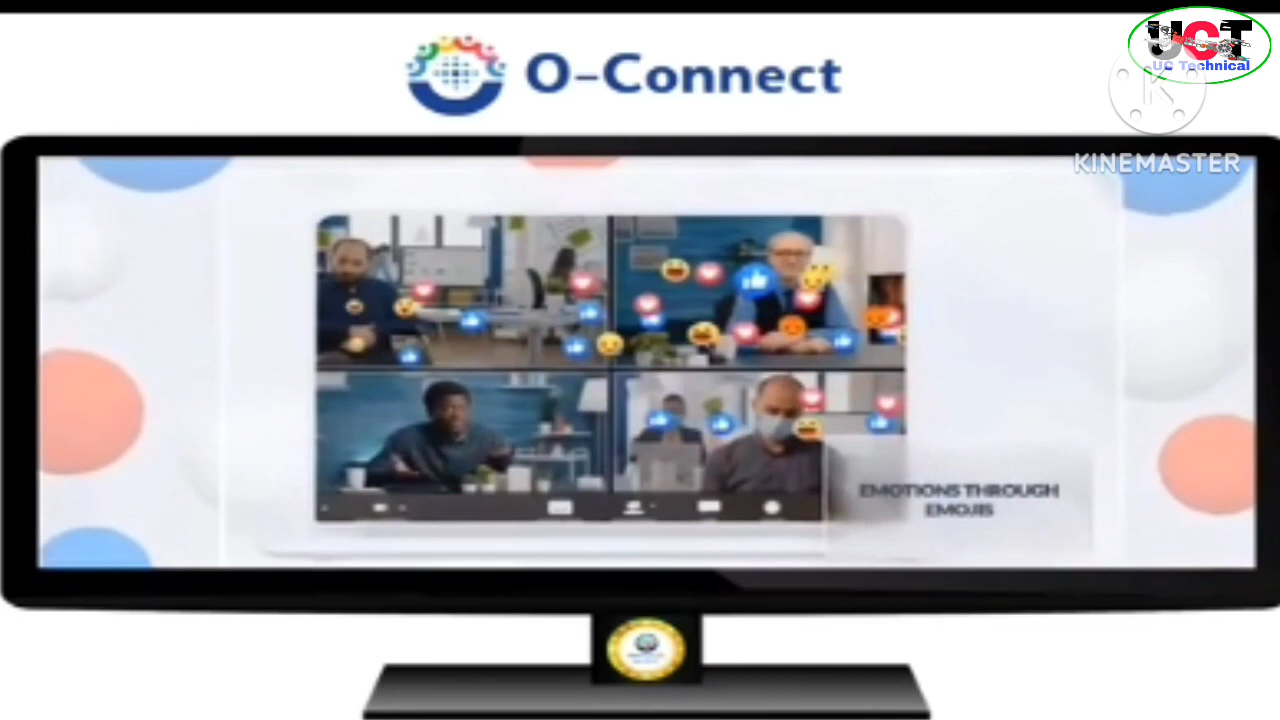 O-Connect
UCT
UC Technical
K
KINEMASTER
EMOTIONS THROUGH
EMOJIS